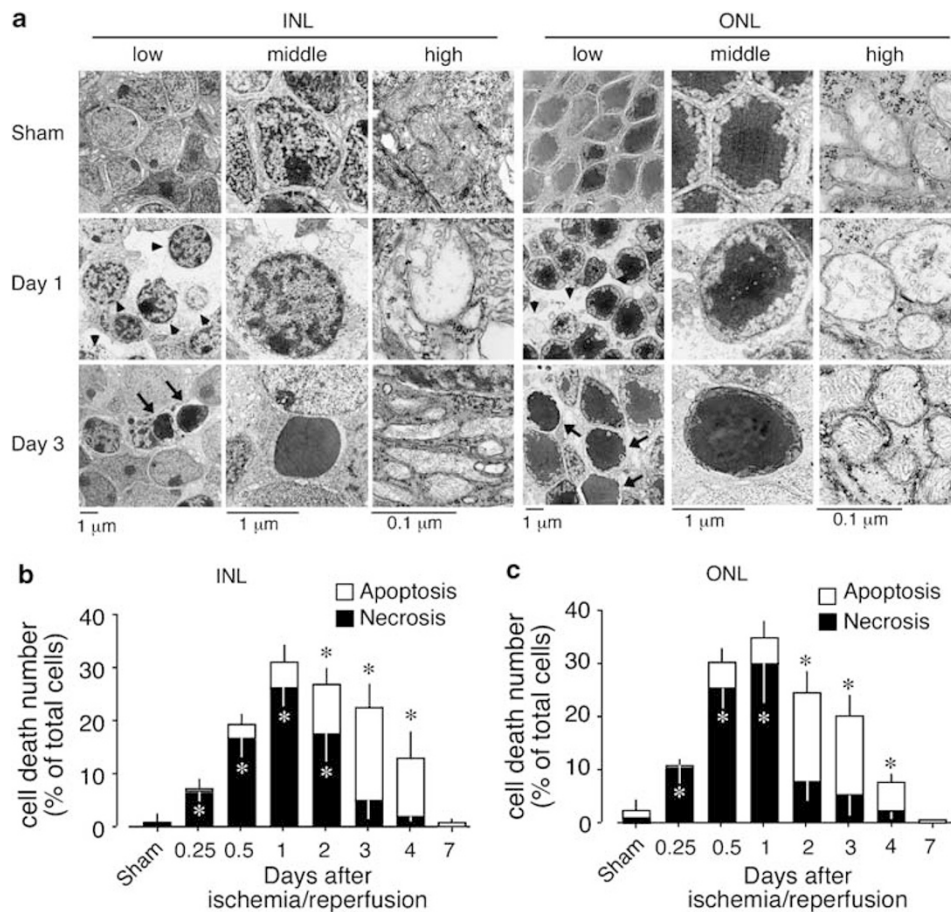 a
INL ONL
low middle high low middle high
Sham
Day 1
Day 3
1 μm 1 μm 0.1 μm 1 μm 1 μm 0.1 μm
b
INL
Apoptosis
Necrosis
cell death number
(% of total cells)
40
30
20
10
0
* * * * * * *
Sham 0.25 0.5 1 2 3 4 7
Days after
ischemia/reperfusion
c
ONL
Apoptosis
Necrosis
cell death number
(% of total cells)
40
30
20
10
0
* * * * * *
Sham 0.25 0.5 1 2 3 4 7
Days after
ischemia/reperfusion